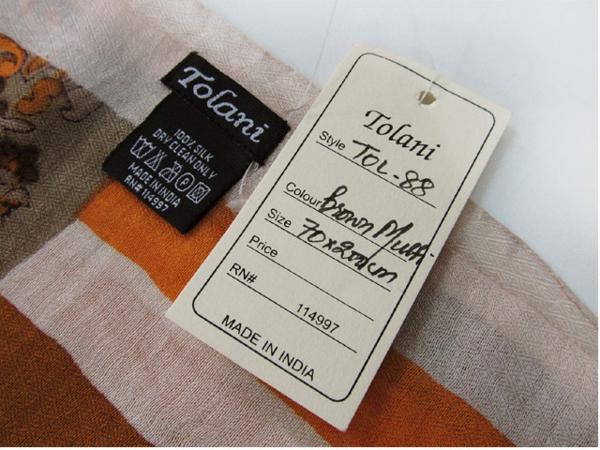 Tolani
100% SILK
DRY CLEAN ONLY
MADE IN INDIA
RN# 114997
Tolani
Style TOL-88
Colour Brown Multi
Size 70x200cm
Price
RN# 114997
MADE IN INDIA